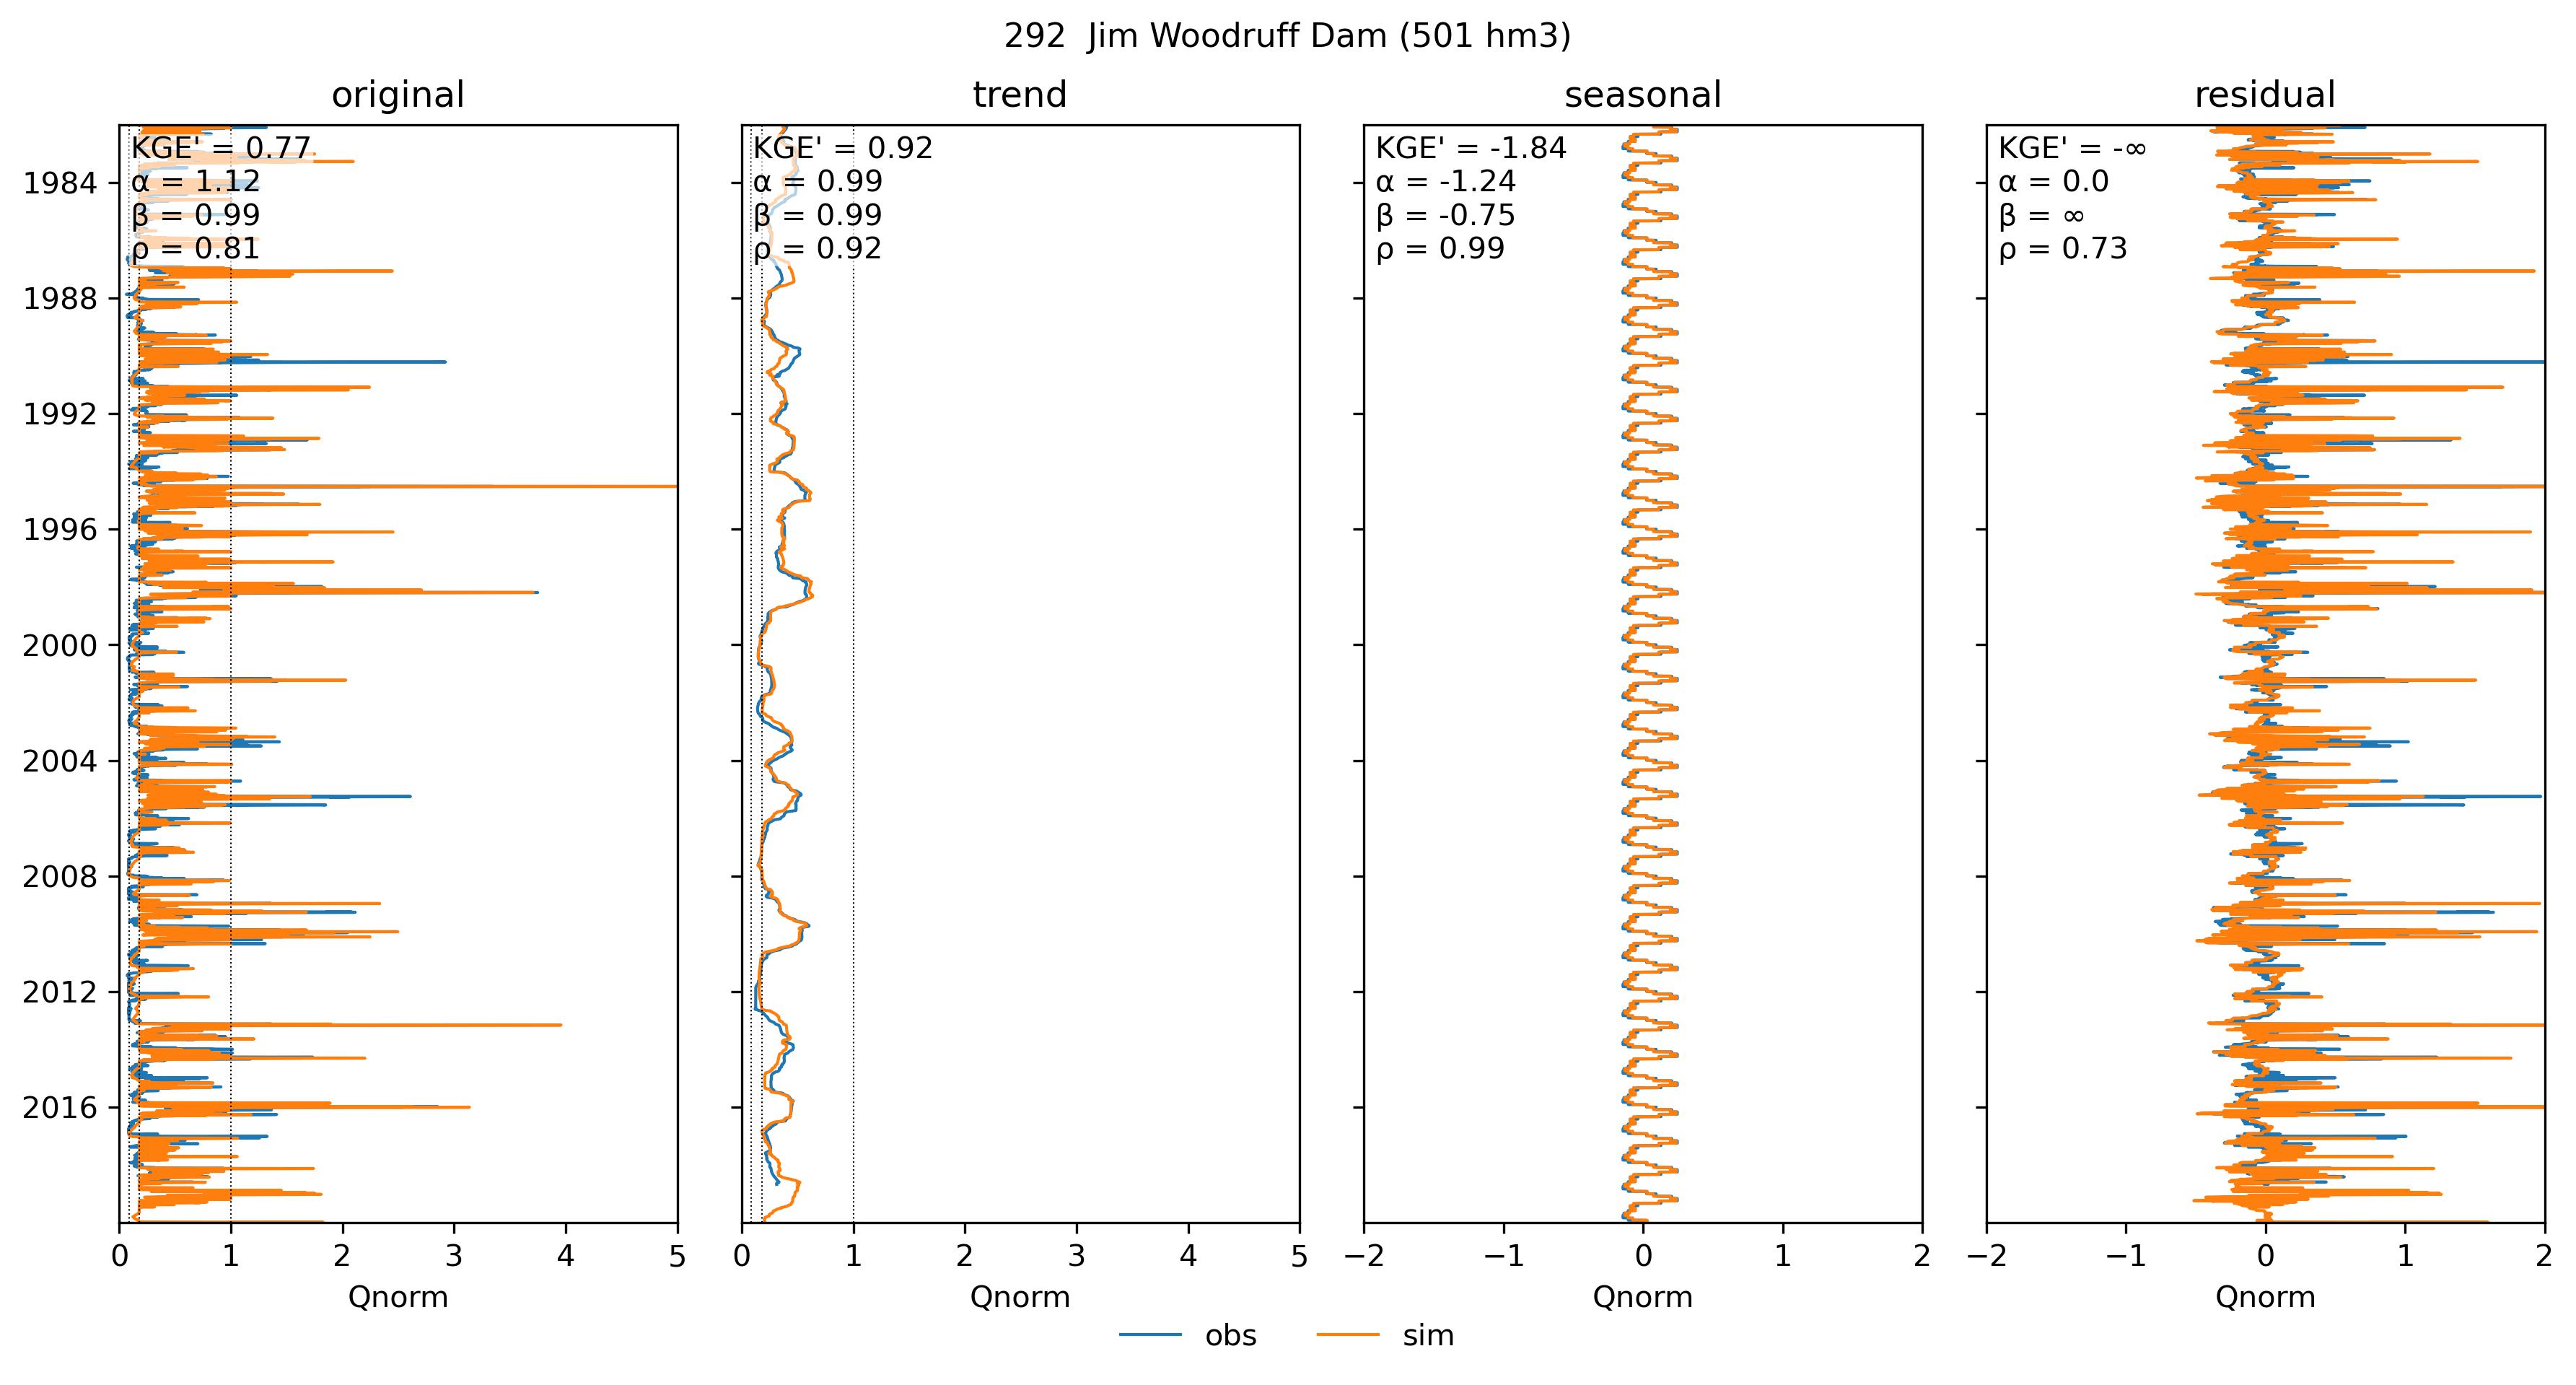 292  Jim Woodruff Dam (501 hm3)
original
KGE' = 0.77
α = 1.12
β = 0.99
ρ = 0.81
1984
1988
1992
1996
2000
2004
2008
2012
2016
0 1 2 3 4 5
Qnorm
trend
KGE' = 0.92
α = 0.99
β = 0.99
ρ = 0.92
0 1 2 3 4 5
Qnorm
seasonal
KGE' = -1.84
α = -1.24
β = -0.75
ρ = 0.99
−2 −1 0 1 2
Qnorm
residual
KGE' = -∞
α = 0.0
β = ∞
ρ = 0.73
−2 −1 0 1 2
Qnorm
obs sim